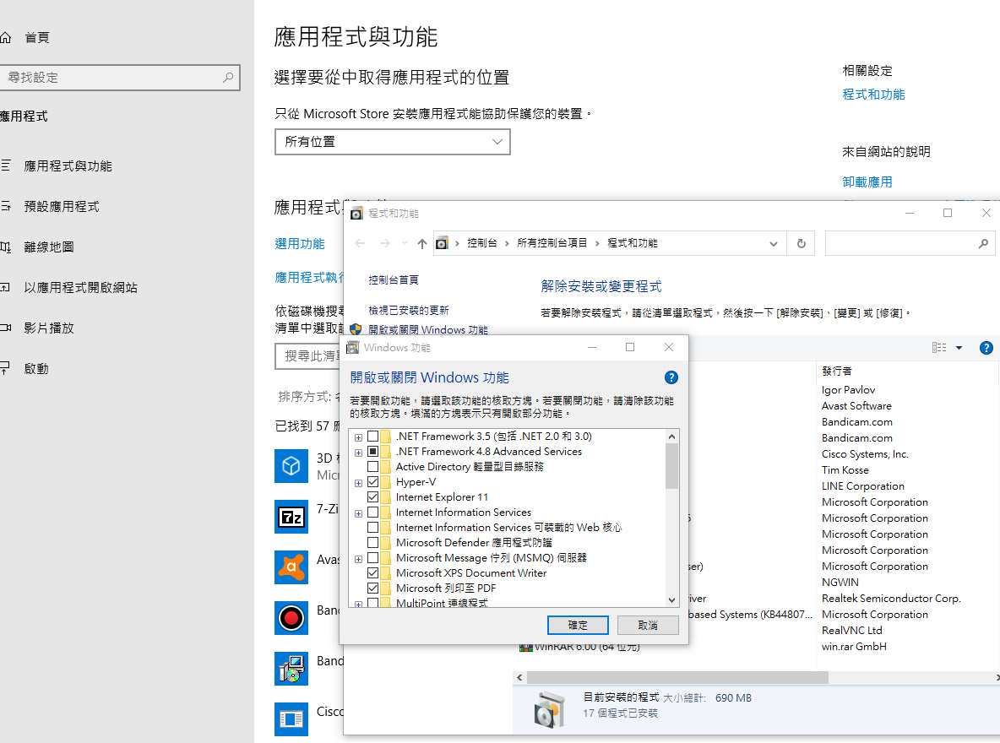 首頁
尋找設定
應用程式
應用程式與功能
預設應用程式
離線地圖
以應用程式開啟網站
影片播放
啟動
應用程式與功能
選擇要從中取得應用程式的位置
只從 Microsoft Store 安裝應用程式能協助保護您的裝置。
所有位置
應用程式
選用功能
應用程式執行
依磁碟機搜尋
清單中選取
搜尋此清單
排序方式:
已找到 57
3D
Micr
7-Zi
Avas
Band
Band
Cisco
相關設定
程式和功能
來自網站的說明
卸載應用
程式和功能
控制台 › 所有控制台項目 › 程式和功能
控制台首頁
檢視已安裝的更新
開啟或關閉 Windows 功能
解除安裝或變更程式
若要解除安裝程式，請從清單選取程式，然後按一下 [解除安裝]、[變更] 或 [修復]。
發行者
Igor Pavlov
Avast Software
Bandicam.com
Bandicam.com
Cisco Systems, Inc.
Tim Kosse
LINE Corporation
Microsoft Corporation
Microsoft Corporation
Microsoft Corporation
Microsoft Corporation
ser) Microsoft Corporation
NGWIN
iver Realtek Semiconductor Corp.
based Systems (KB44807... Microsoft Corporation
RealVNC Ltd
WinRAR 6.00 (64 位元) win.rar GmbH
目前安裝的程式 大小總計: 690 MB
17 個程式已安裝
Windows 功能
開啟或關閉 Windows 功能
若要開啟功能，請選取該功能的核取方塊。若要關閉功能，請清除該功能
的核取方塊。填滿的方塊表示只有開啟部分功能。
.NET Framework 3.5 (包括 .NET 2.0 和 3.0)
.NET Framework 4.8 Advanced Services
Active Directory 輕量型目錄服務
Hyper-V
Internet Explorer 11
Internet Information Services
Internet Information Services 可裝載的 Web 核心
Microsoft Defender 應用程式防護
Microsoft Message 佇列 (MSMQ) 伺服器
Microsoft XPS Document Writer
Microsoft 列印至 PDF
MultiPoint 連線程式
確定
取消